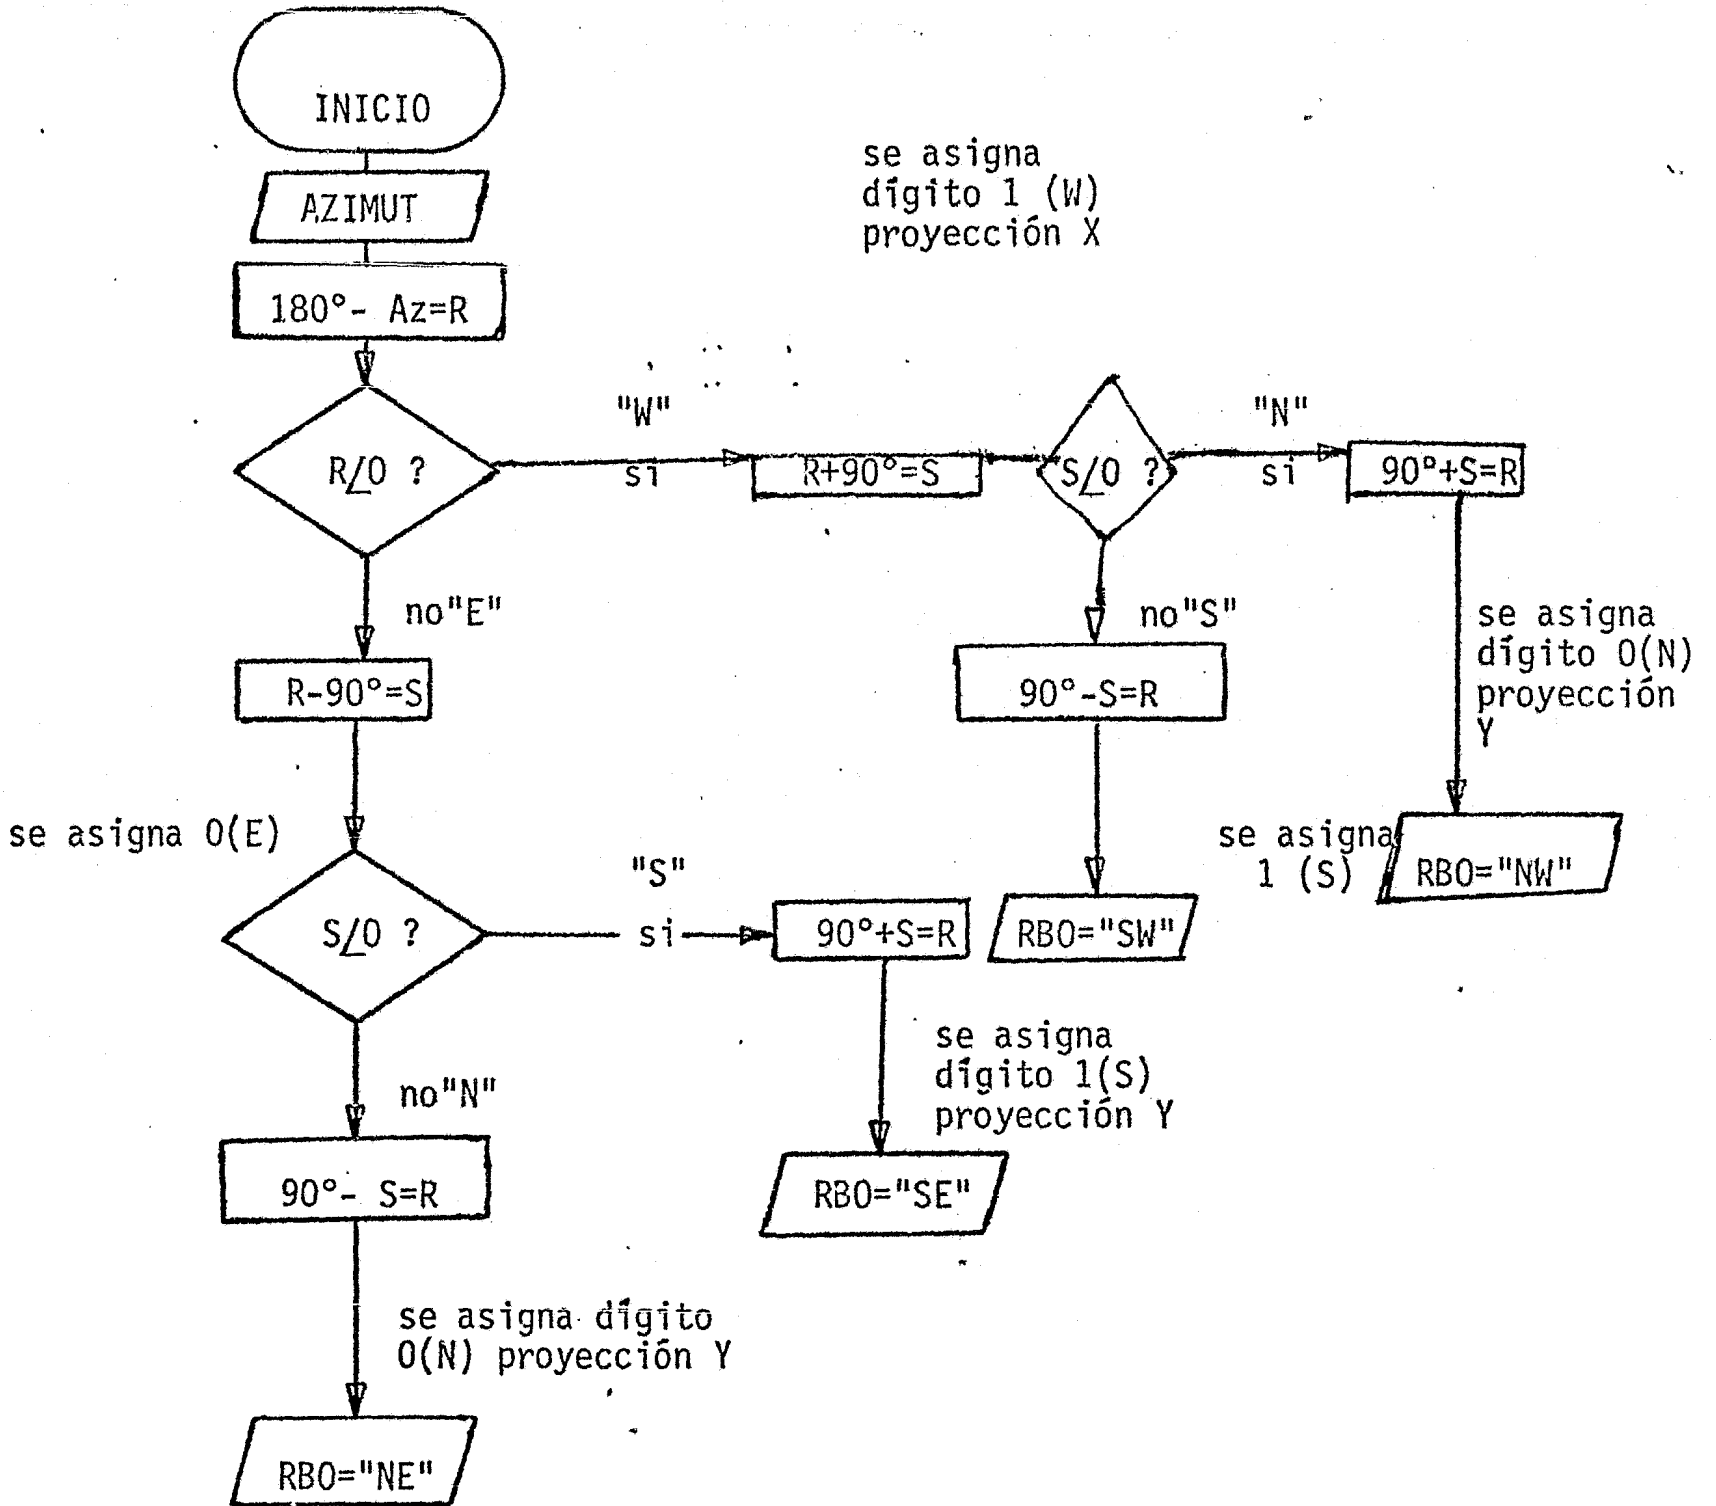 INICIO
AZIMUT
180°- Az=R
se asigna
dígito 1 (W)
proyección X
R∠0 ?
"W"
si
R+90°=S
S∠0 ?
"N"
si
90°+S=R
no"E"
R-90°=S
no"S"
90°-S=R
se asigna
dígito 0(N)
proyección
Y
se asigna 0(E)
S∠0 ?
"S"
si
90°+S=R
RBO="SW"
se asigna
1 (S)
RBO="NW"
se asigna
dígito 1(S)
proyección Y
RBO="SE"
no"N"
90°- S=R
se asigna dígito
0(N) proyección Y
RBO="NE"